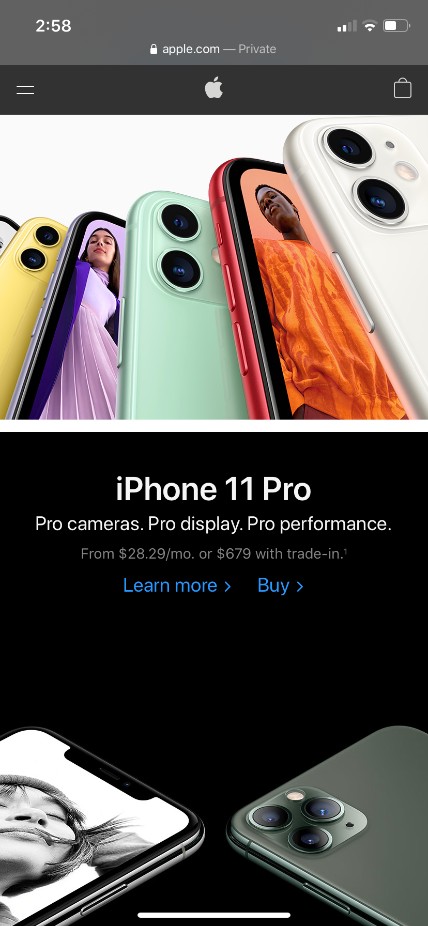 2:58
apple.com — Private
iPhone 11 Pro
Pro cameras. Pro display. Pro performance.
From $28.29/mo. or $679 with trade-in.¹
Learn more > Buy >